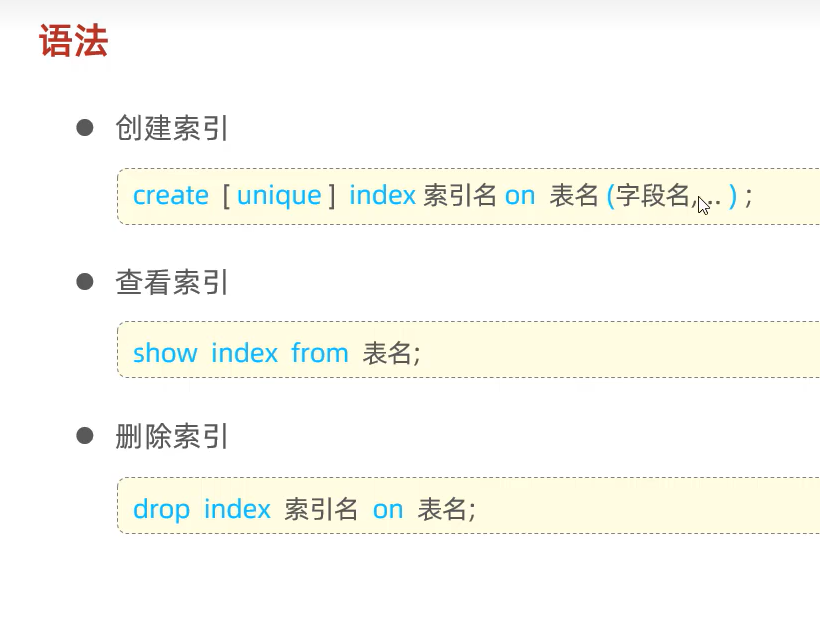 语法
创建索引
create [ unique ] index 索引名 on 表名 (字段名,... ) ;
查看索引
show index from 表名;
删除索引
drop index 索引名 on 表名;